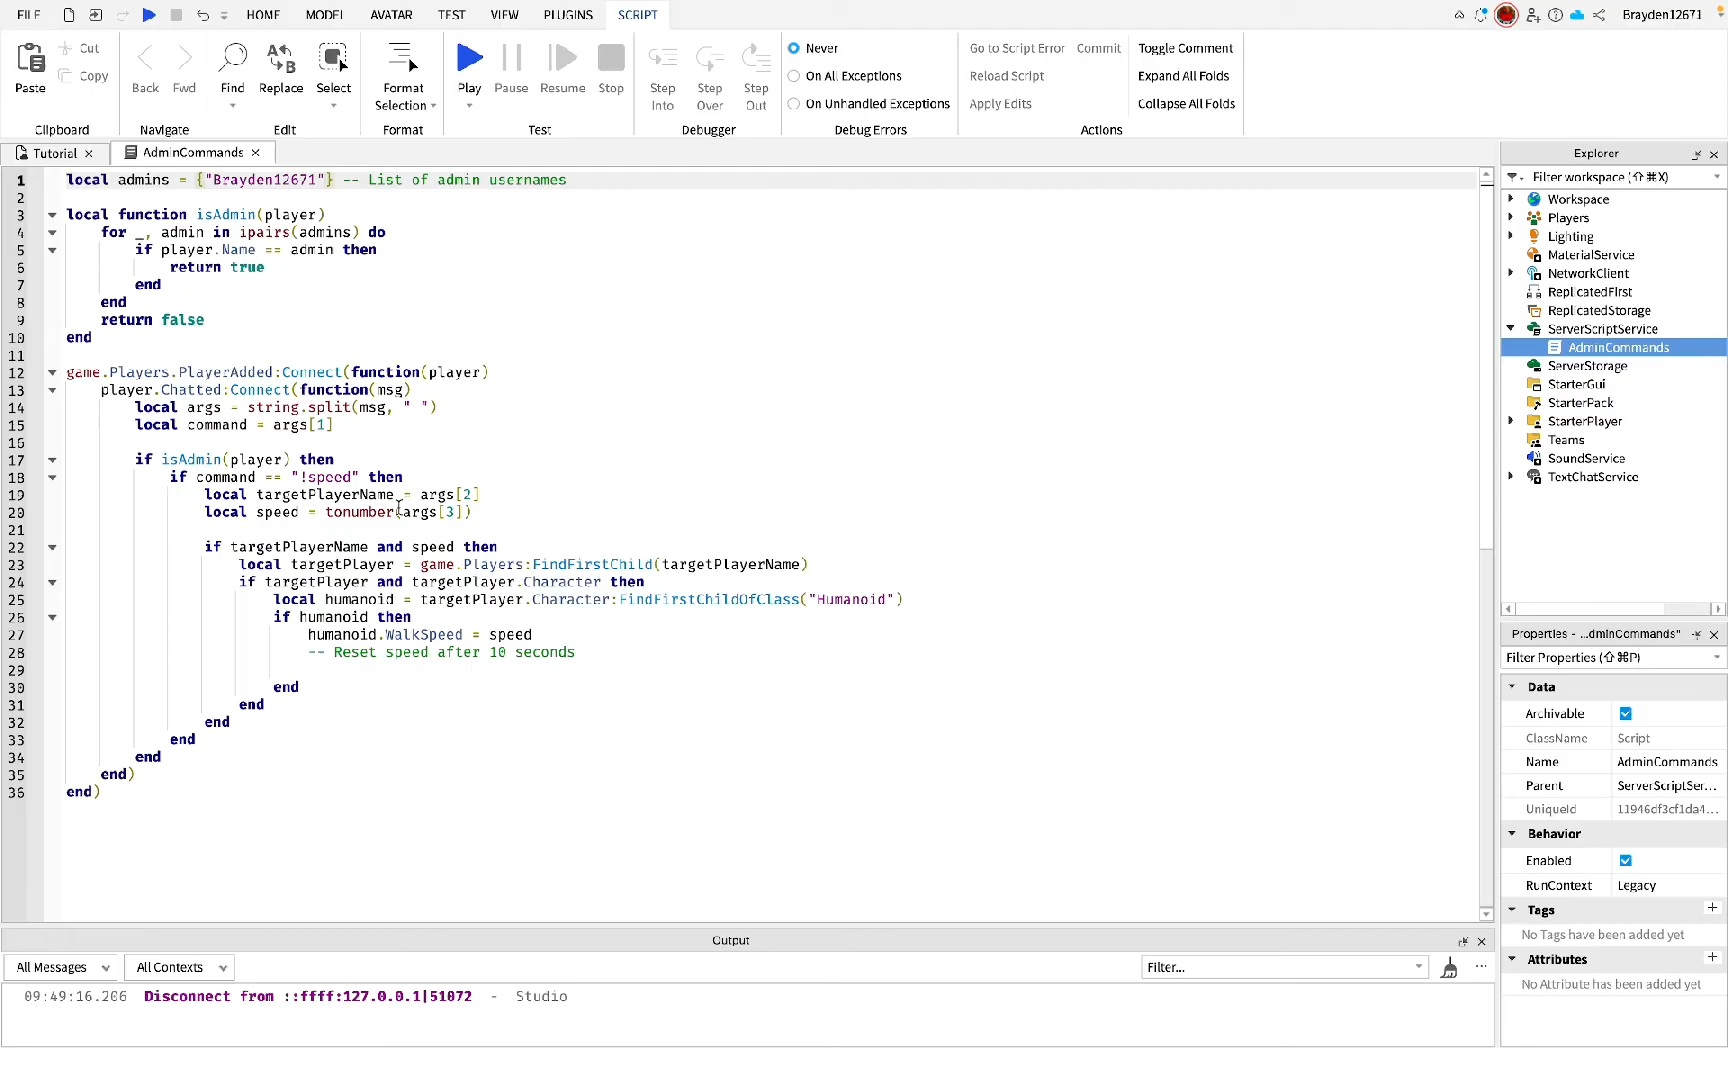 FILE HOME MODEL AVATAR TEST VIEW PLUGINS SCRIPT Brayden12671
Paste Cut Copy Clipboard
Back Fwd Navigate
Find Replace Select Edit
Format Selection Format
Play Pause Resume Stop Test
Step Into Step Over Step Out Debugger
Never
On All Exceptions
On Unhandled Exceptions
Debug Errors
Go to Script Error Commit Toggle Comment
Reload Script Expand All Folds
Apply Edits Collapse All Folds
Actions
Tutorial AdminCommands
1 local admins = {"Brayden12671"} -- List of admin usernames
2
3 local function isAdmin(player)
4 for _, admin in ipairs(admins) do
5 if player.Name == admin then
6 return true
7 end
8 end
9 return false
10 end
11
12 game.Players.PlayerAdded:Connect(function(player)
13 player.Chatted:Connect(function(msg)
14 local args = string.split(msg, " ")
15 local command = args[1]
16
17 if isAdmin(player) then
18 if command == "!speed" then
19 local targetPlayerName = args[2]
20 local speed = tonumber(args[3])
21
22 if targetPlayerName and speed then
23 local targetPlayer = game.Players:FindFirstChild(targetPlayerName)
24 if targetPlayer and targetPlayer.Character then
25 local humanoid = targetPlayer.Character:FindFirstChildOfClass("Humanoid")
26 if humanoid then
27 humanoid.WalkSpeed = speed
28 -- Reset speed after 10 seconds
29
30 end
31 end
32 end
33 end
34 end
35 end)
36 end)
Explorer
Filter workspace (⇧⌘X)
Workspace
Players
Lighting
MaterialService
NetworkClient
ReplicatedFirst
ReplicatedStorage
ServerScriptService
AdminCommands
ServerStorage
StarterGui
StarterPack
StarterPlayer
Teams
SoundService
TextChatService
Properties - ...dminCommands"
Filter Properties (⇧⌘P)
Data
Archivable
ClassName Script
Name AdminCommands
Parent ServerScriptSer...
UniqueId 11946df3cf1da4...
Behavior
Enabled
RunContext Legacy
Tags +
No Tags have been added yet
Attributes +
No Attribute has been added yet
Output
All Messages All Contexts Filter...
09:49:16.206 Disconnect from ::ffff:127.0.0.1|51072 - Studio